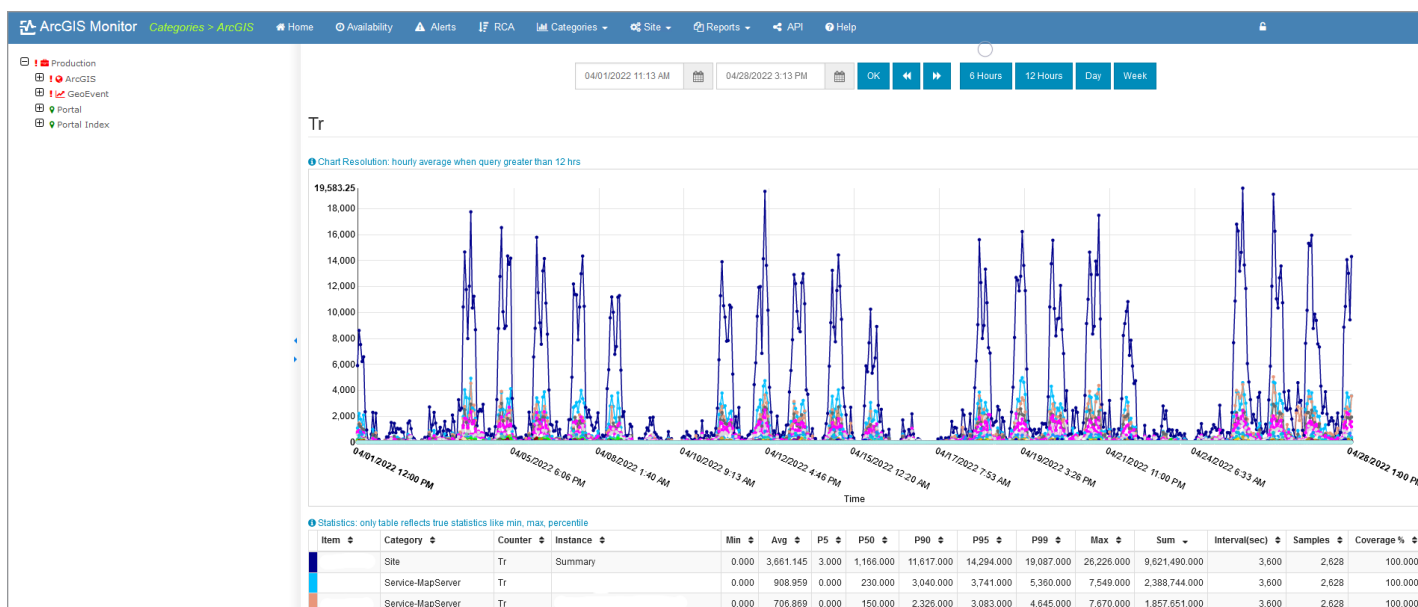 ArcGIS Monitor Categories > ArcGIS Home Availability Alerts RCA Categories Site Reports API Help
Production
ArcGIS
GeoEvent
Portal
Portal Index
04/01/2022 11:13 AM 04/28/2022 3:13 PM OK 6 Hours 12 Hours Day Week
Tr
Chart Resolution: hourly average when query greater than 12 hrs
19,583.25
18,000
16,000
14,000
12,000
10,000
8,000
6,000
4,000
2,000
0
04/01/2022 12:00 PM 04/05/2022 6:06 PM 04/08/2022 1:40 AM 04/10/2022 9:13 AM 04/12/2022 4:46 PM 04/15/2022 12:20 AM 04/17/2022 7:53 AM 04/19/2022 3:26 PM 04/21/2022 11:00 PM 04/24/2022 6:33 AM 04/28/2022 1:00 PM
Time
Statistics: only table reflects true statistics like min, max, percentile
Item Category Counter Instance Min Avg P5 P50 P90 P95 P99 Max Sum Interval(sec) Samples Coverage %
Site Tr Summary 0.000 3,661.145 3.000 1,166.000 11,617.000 14,294.000 19,087.000 26,226.000 9,621,490.000 3,600 2,628 100.000
Service-MapServer Tr 0.000 908.959 0.000 230.000 3,040.000 3,741.000 5,360.000 7,549.000 2,388,744.000 3,600 2,628 100.000
Service-MapServer Tr 0.000 706.869 0.000 150.000 2,326.000 3,083.000 4,645.000 7,670.000 1,857,651.000 3,600 2,628 100.000